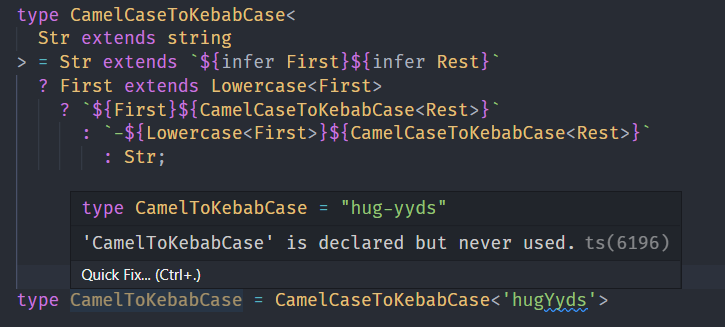 type CamelCaseToKebabCase<
  Str extends string
> = Str extends `${infer First}${infer Rest}`
  ? First extends Lowercase<First>
    ? `${First}${CamelCaseToKebabCase<Rest>}`
      : `-${Lowercase<First>}${CamelCaseToKebabCase<Rest>}`
        : Str;
type CamelToKebabCase = "hug-yyds"
'CamelToKebabCase' is declared but never used. ts(6196)
Quick Fix... (Ctrl+.)
type CamelToKebabCase = CamelCaseToKebabCase<'hugYyds'>